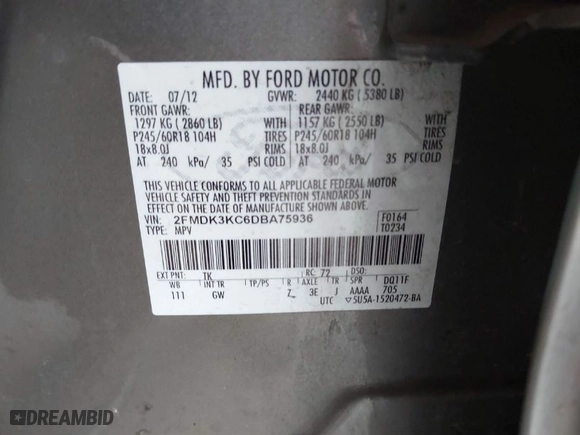 MFD. BY FORD MOTOR CO.
DATE: 07/12 GVWR: 2440 KG ( 5380 LB)
FRONT GAWR: REAR GAWR:
1297 KG ( 2860 LB) WITH 1157 KG ( 2550 LB) WITH
P245/60R18 104H TIRES P245/60R18 104H TIRES
18x8.0J RIMS 18x8.0J RIMS
AT 240 kPa/ 35 PSI COLD AT 240 kPa/ 35 PSI COLD
THIS VEHICLE CONFORMS TO ALL APPLICABLE FEDERAL MOTOR
VEHICLE SAFETY AND THEFT PREVENTION STANDARDS IN
EFFECT ON THE DATE OF MANUFACTURE SHOWN ABOVE.
VIN: 2FMDK3KC6DBA75936 F0164
TYPE: MPV T0234
EXT PNT: TK RC: 72 DSO:
WB INT TR TP/PS R AXLE TR SPR DQ11F
111 GW Z 3E J AAAA 705
UTC ▽5U5A-1520472-BA
DREAMBID